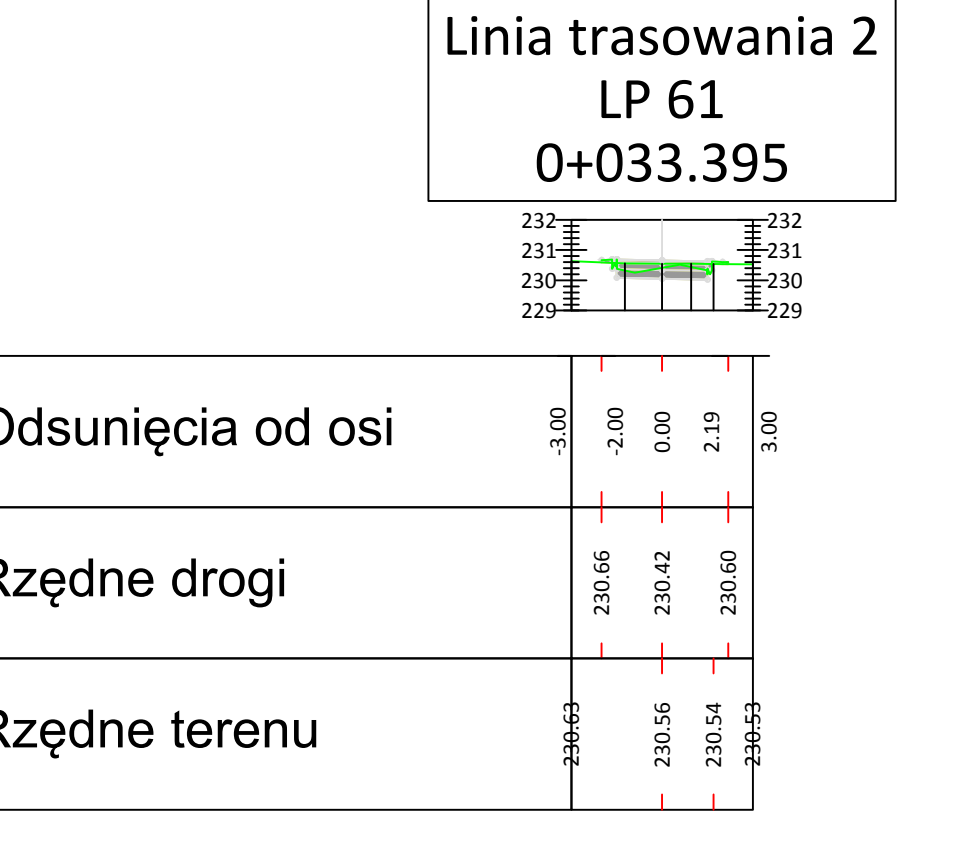 Linia trasowania 2
LP 61
0+033.395
232 232
231 231
230 230
229 229
Odsunięcia od osi -3.00 -2.00 0.00 2.19 3.00
Rzędne drogi 230.66 230.42 230.60
Rzędne terenu 230.63 230.56 230.54 230.53